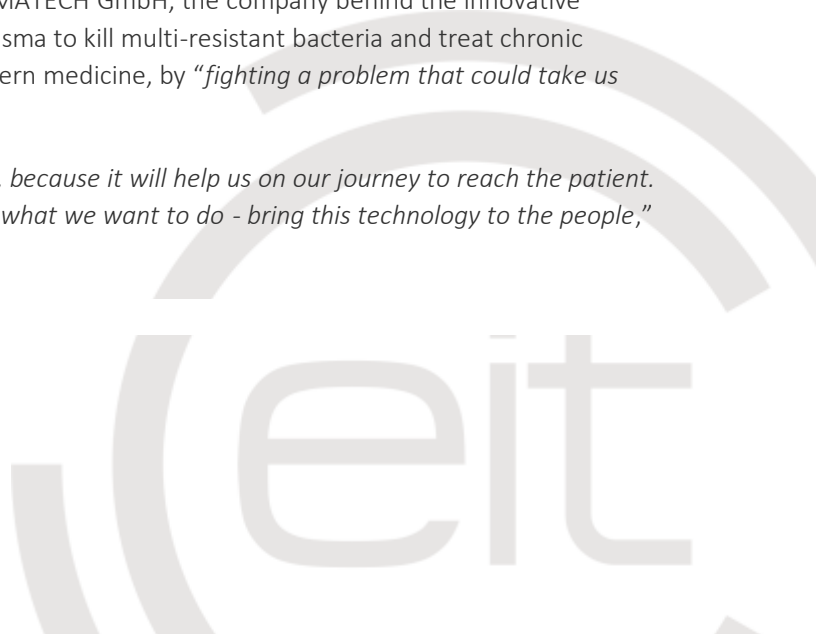 MATECH GmbH, the company behind the innovative
sma to kill multi-resistant bacteria and treat chronic
ern medicine, by “fighting a problem that could take us
because it will help us on our journey to reach the patient.
what we want to do - bring this technology to the people,”
eit